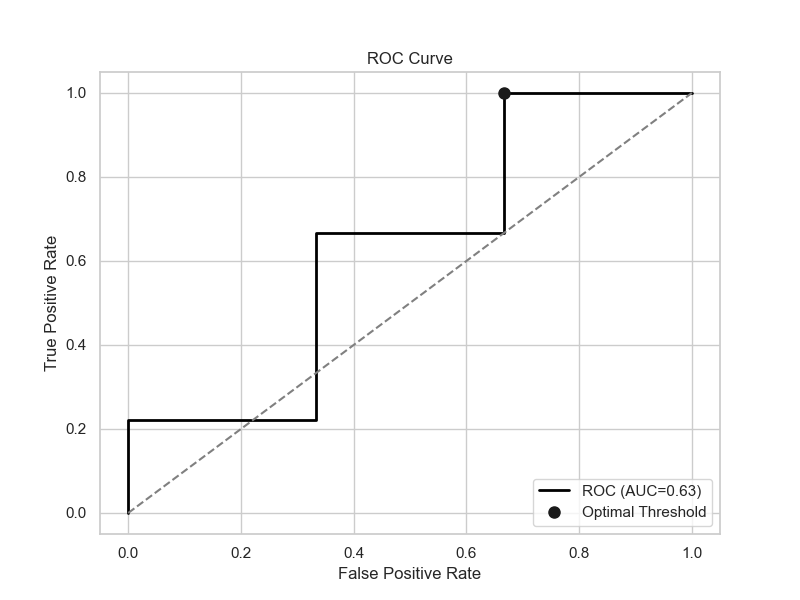 ROC Curve
1.0
0.8
0.6
0.4
0.2
0.0
True Positive Rate
0.0 0.2 0.4 0.6 0.8 1.0
False Positive Rate
ROC (AUC=0.63)
Optimal Threshold